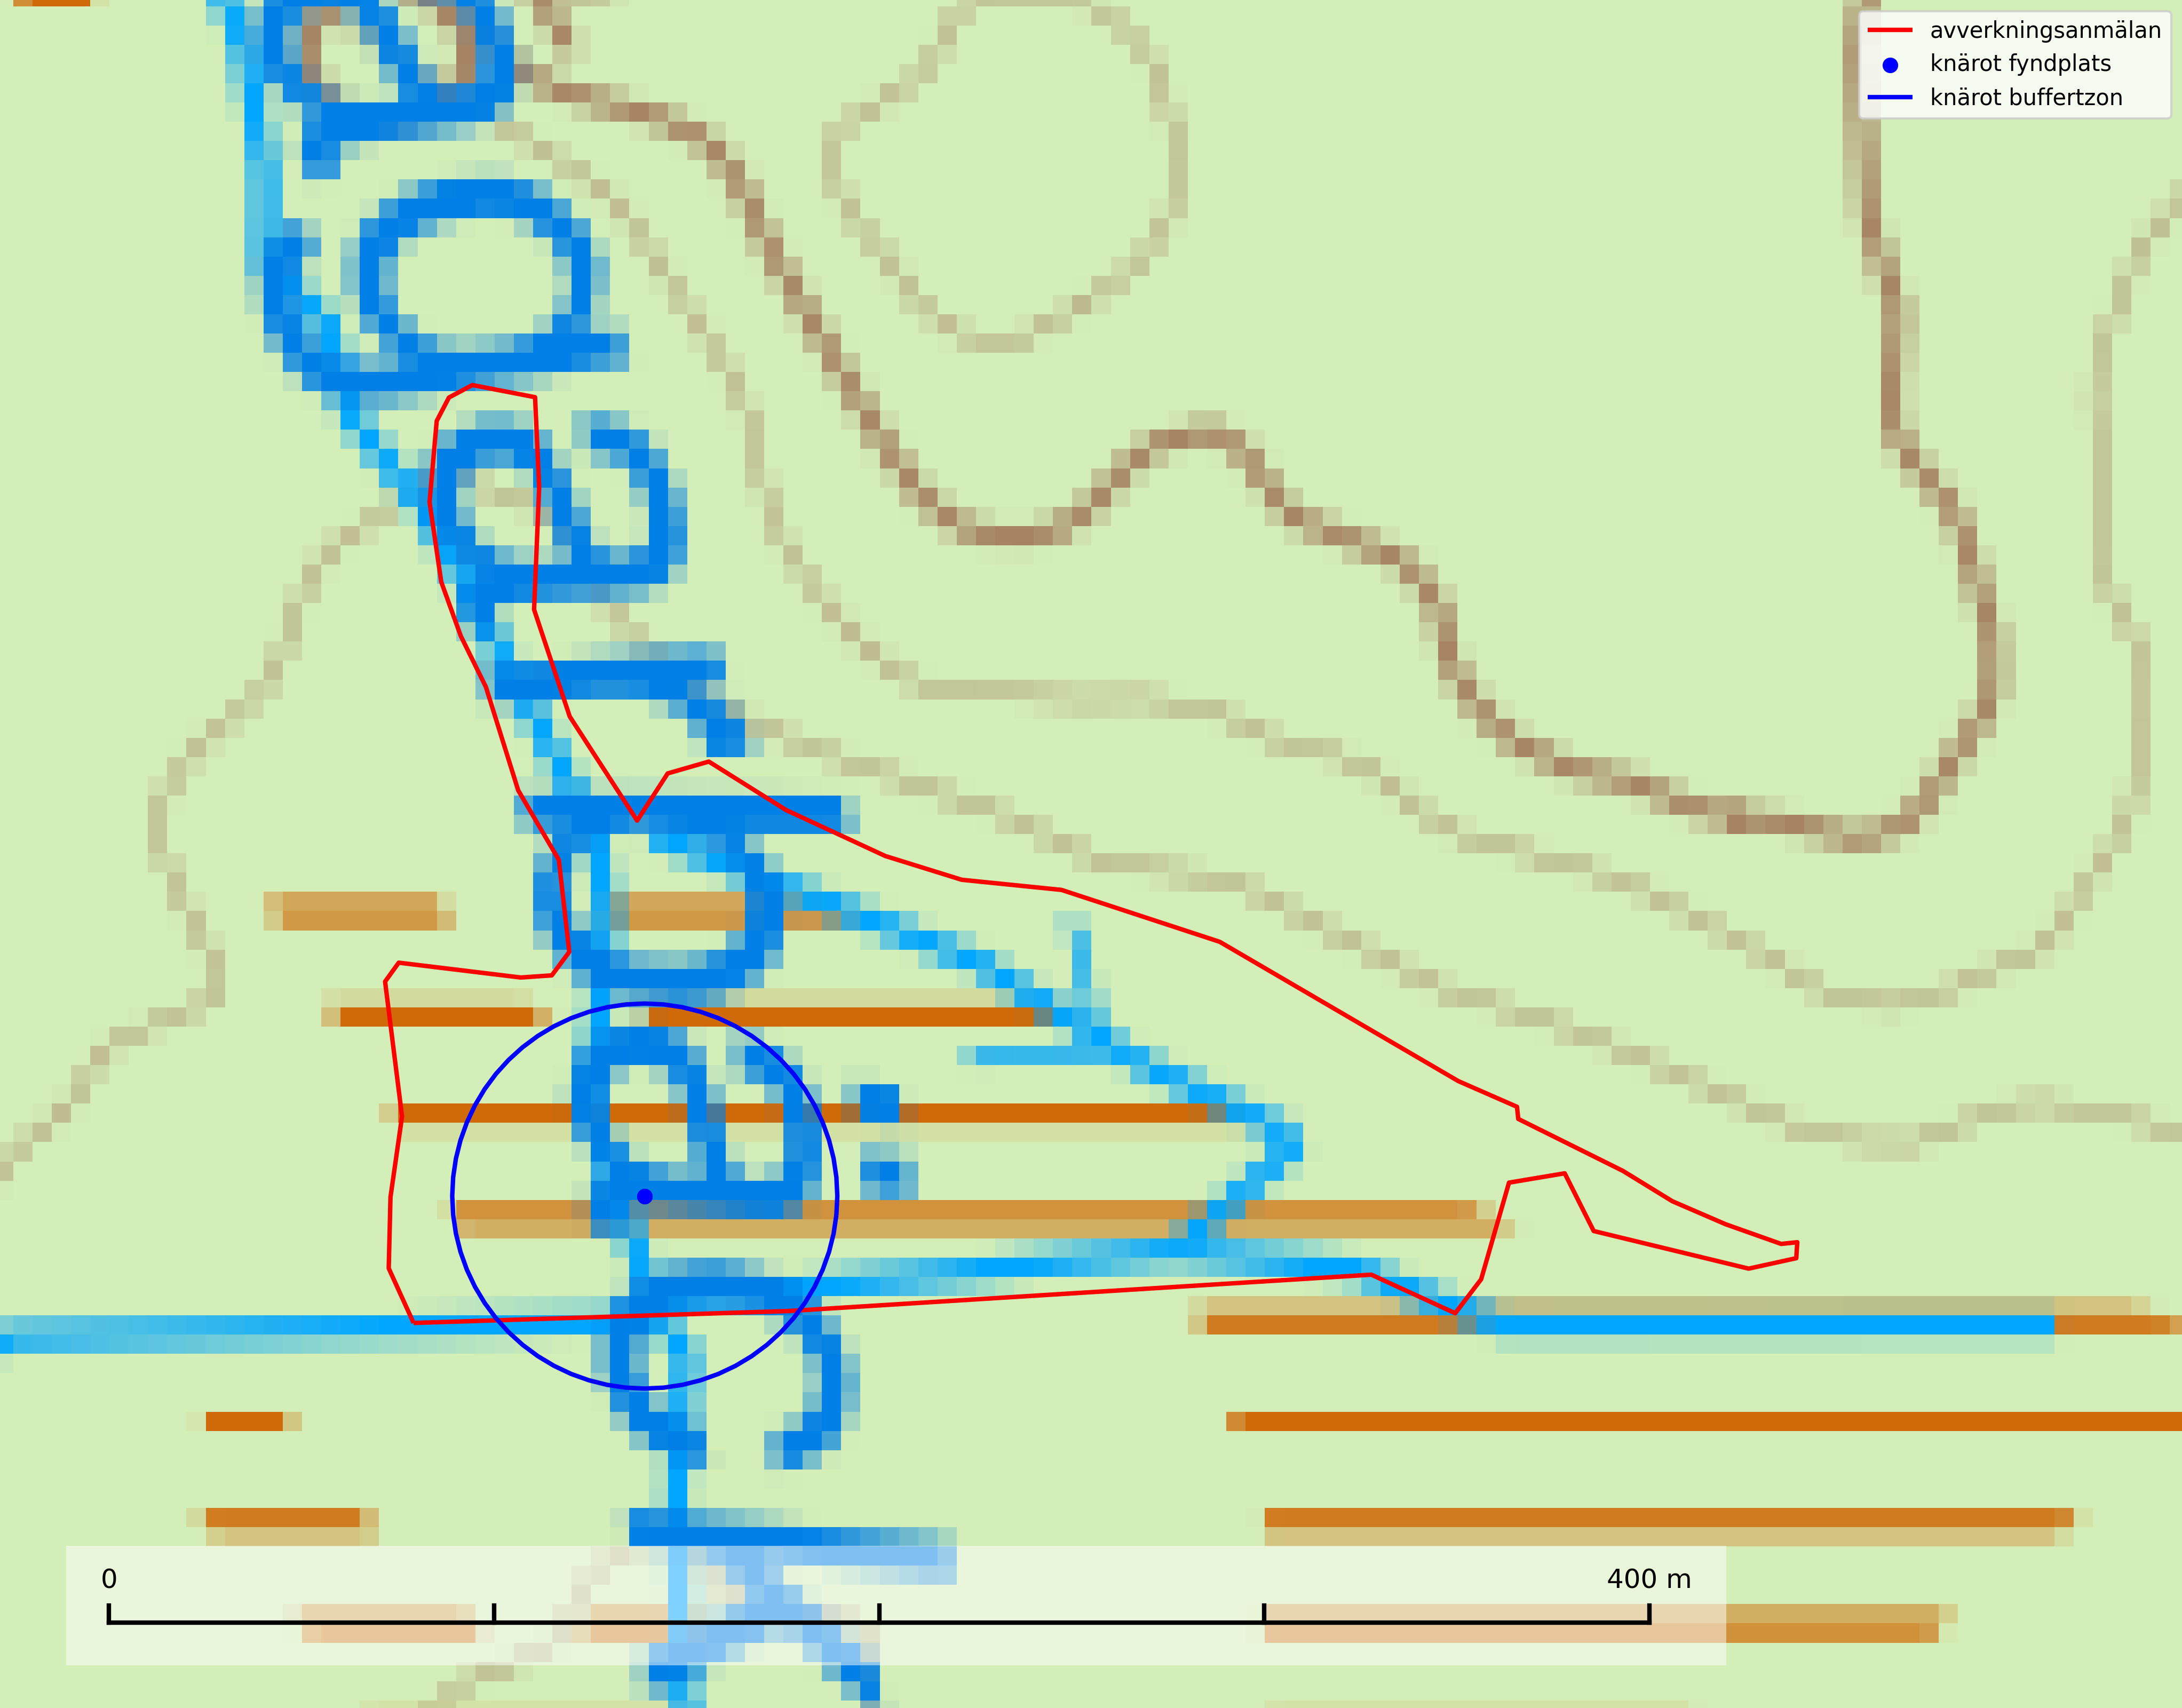 avverkningsanmälan
knärot fyndplats
knärot buffertzon
0
400 m